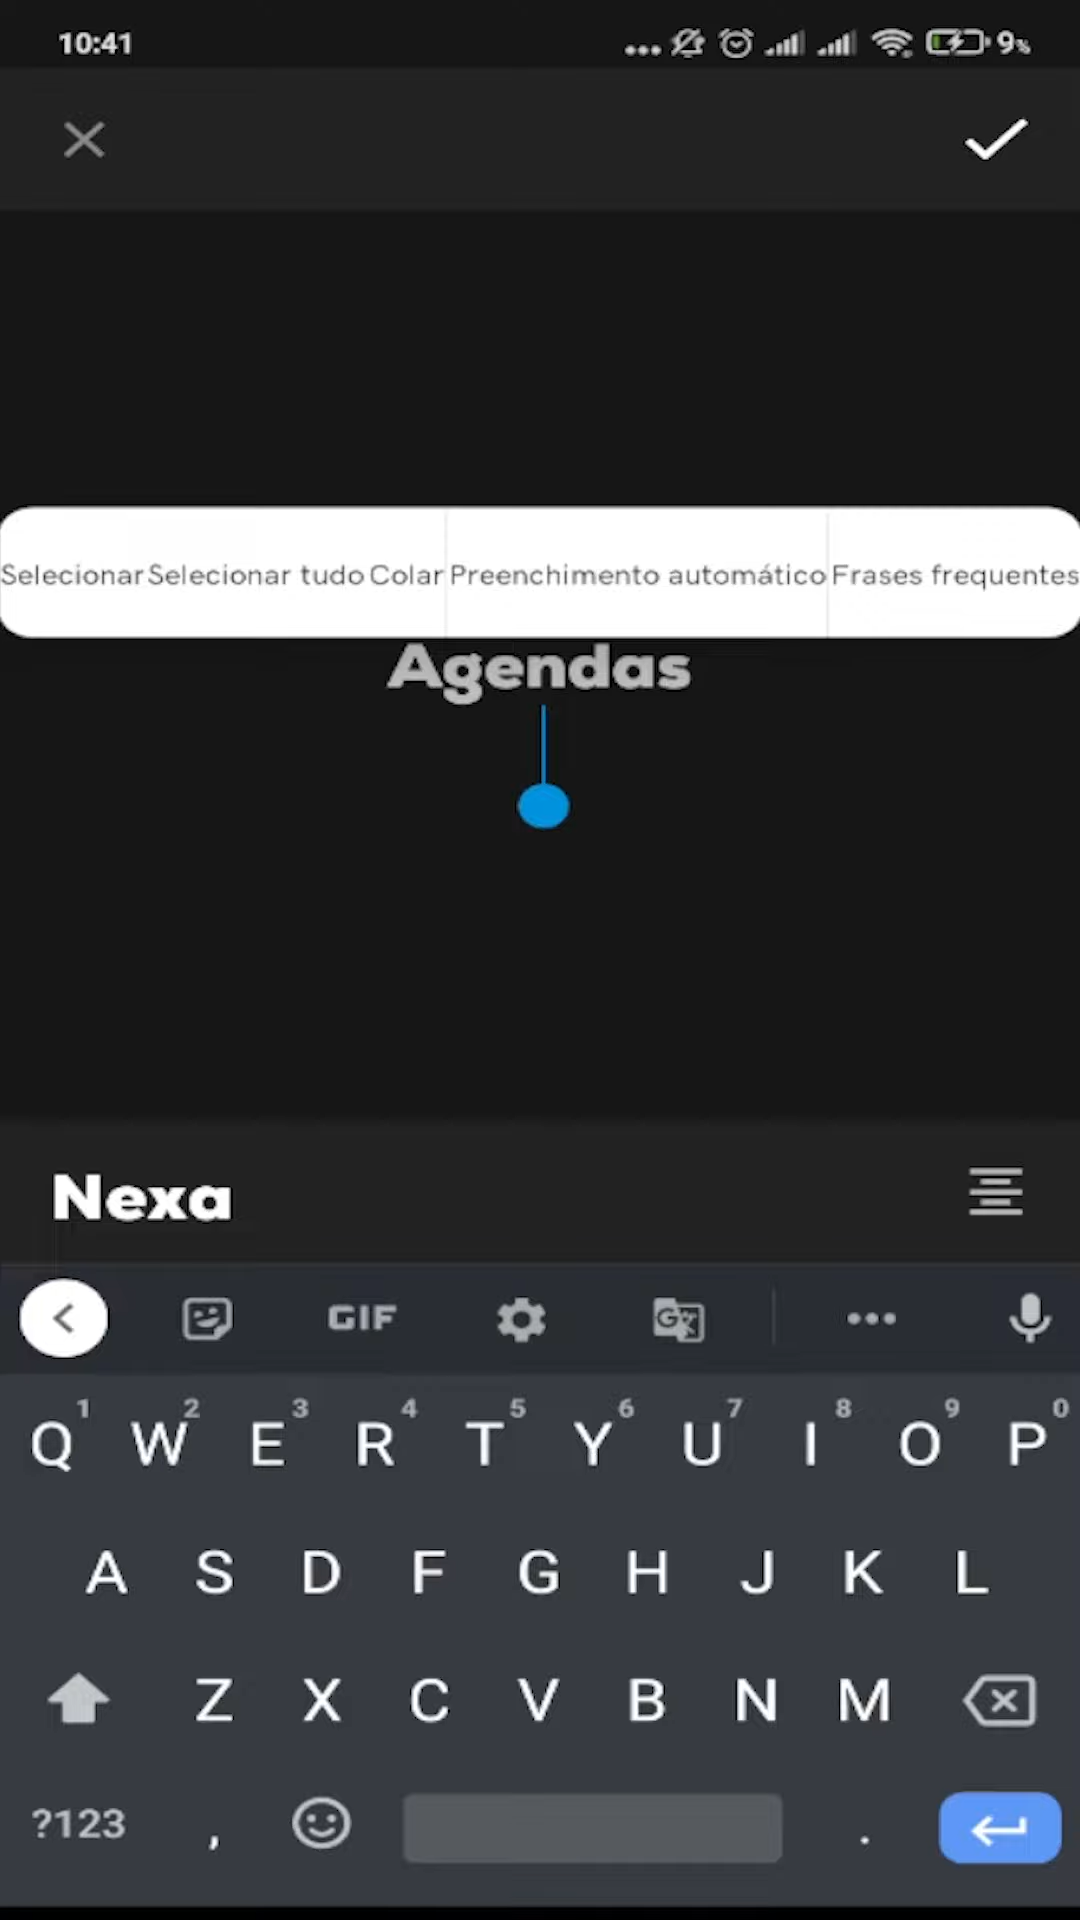 10:41
9%
Selecionar Selecionar tudo Colar Preenchimento automático Frases frequentes
Agendas
Nexa
GIF
G
1 2 3 4 5 6 7 8 9 0
Q W E R T Y U I O P
A S D F G H J K L
Z X C V B N M
?123 , .